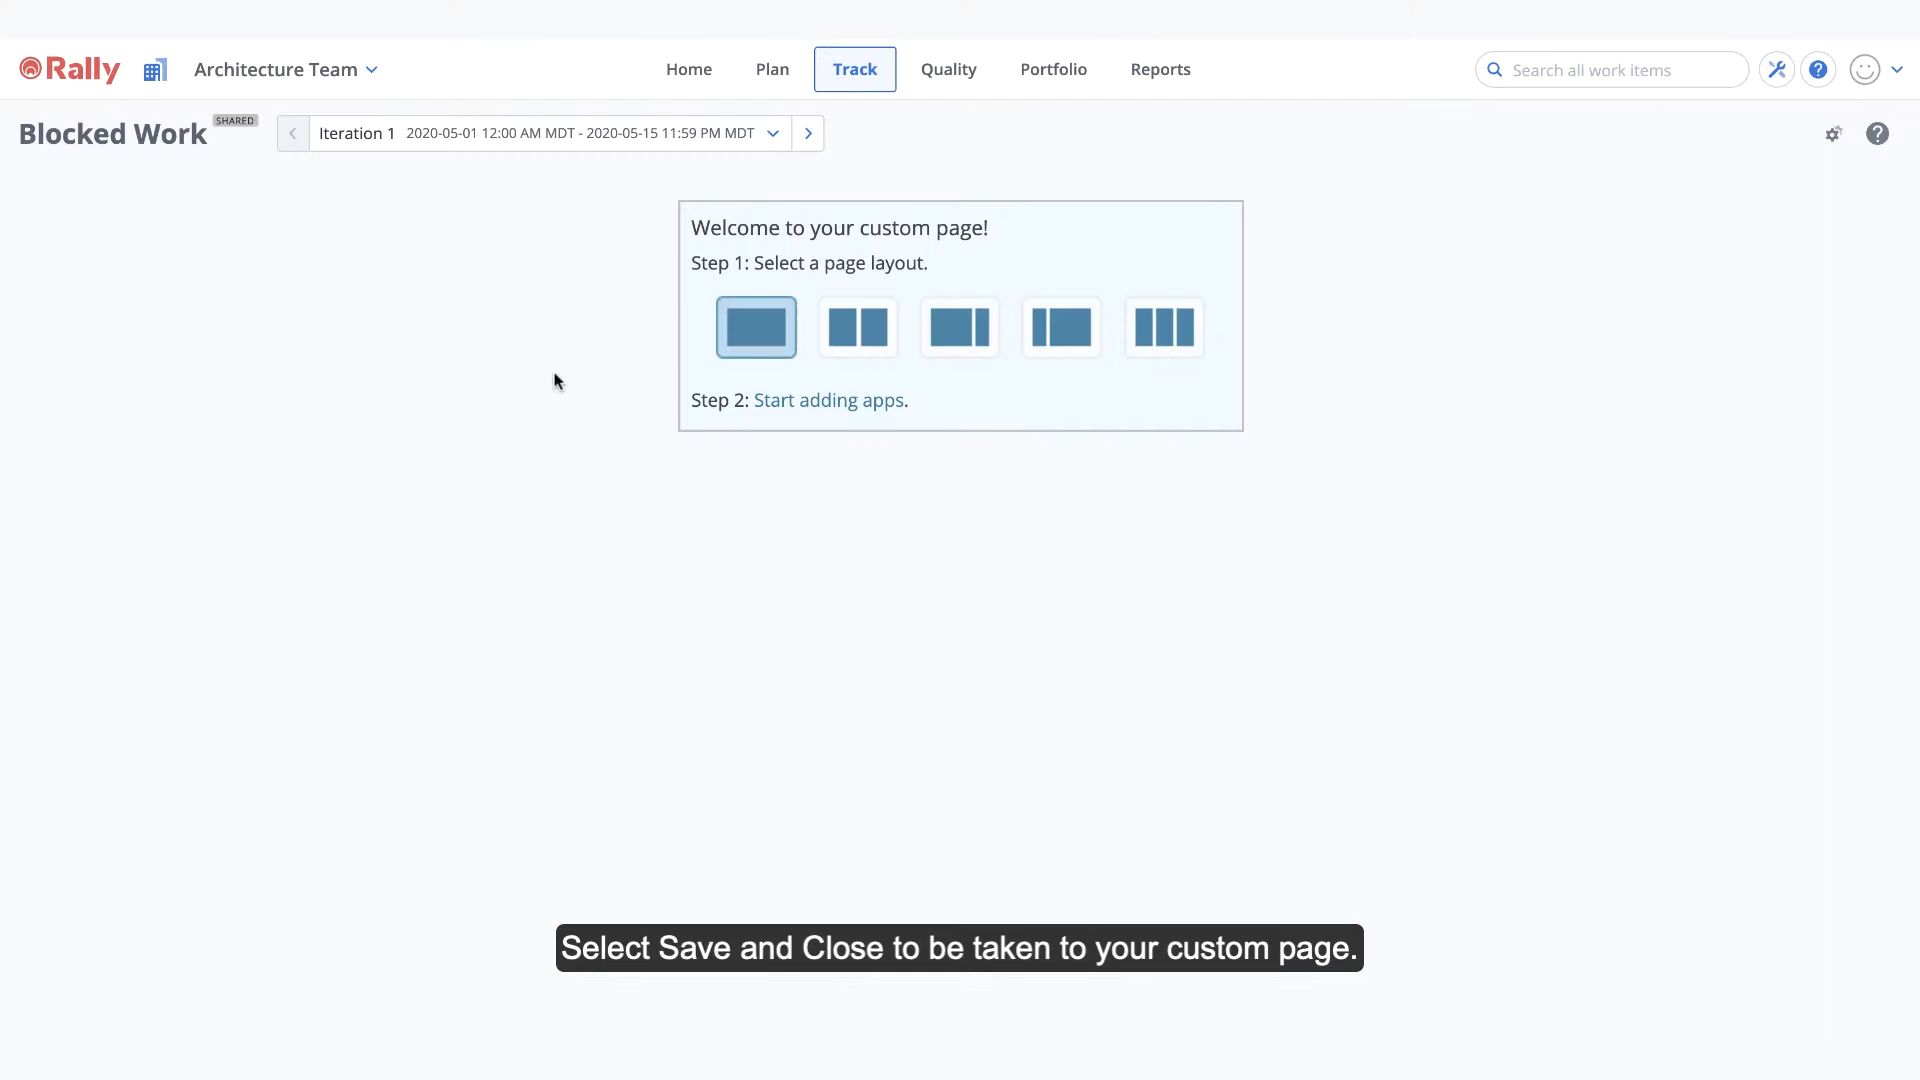 Rally
Architecture Team
Home
Plan
Track
Quality
Portfolio
Reports
Search all work items
Blocked Work SHARED
Iteration 1 2020-05-01 12:00 AM MDT - 2020-05-15 11:59 PM MDT
Welcome to your custom page!
Step 1: Select a page layout.
Step 2: Start adding apps.
Select Save and Close to be taken to your custom page.